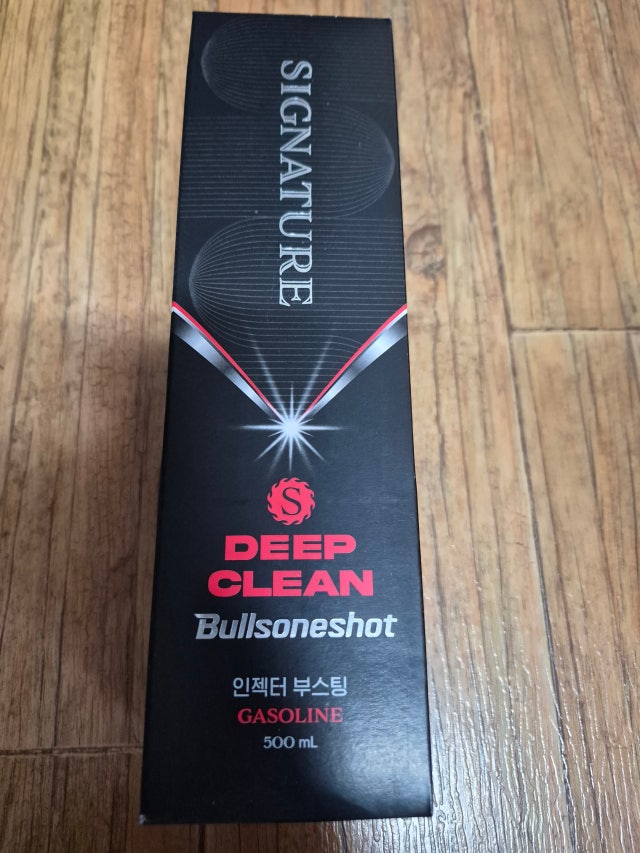 SIGNATURE
S
DEEP
CLEAN
Bullsoneshot
인젝터 부스팅
GASOLINE
500 mL